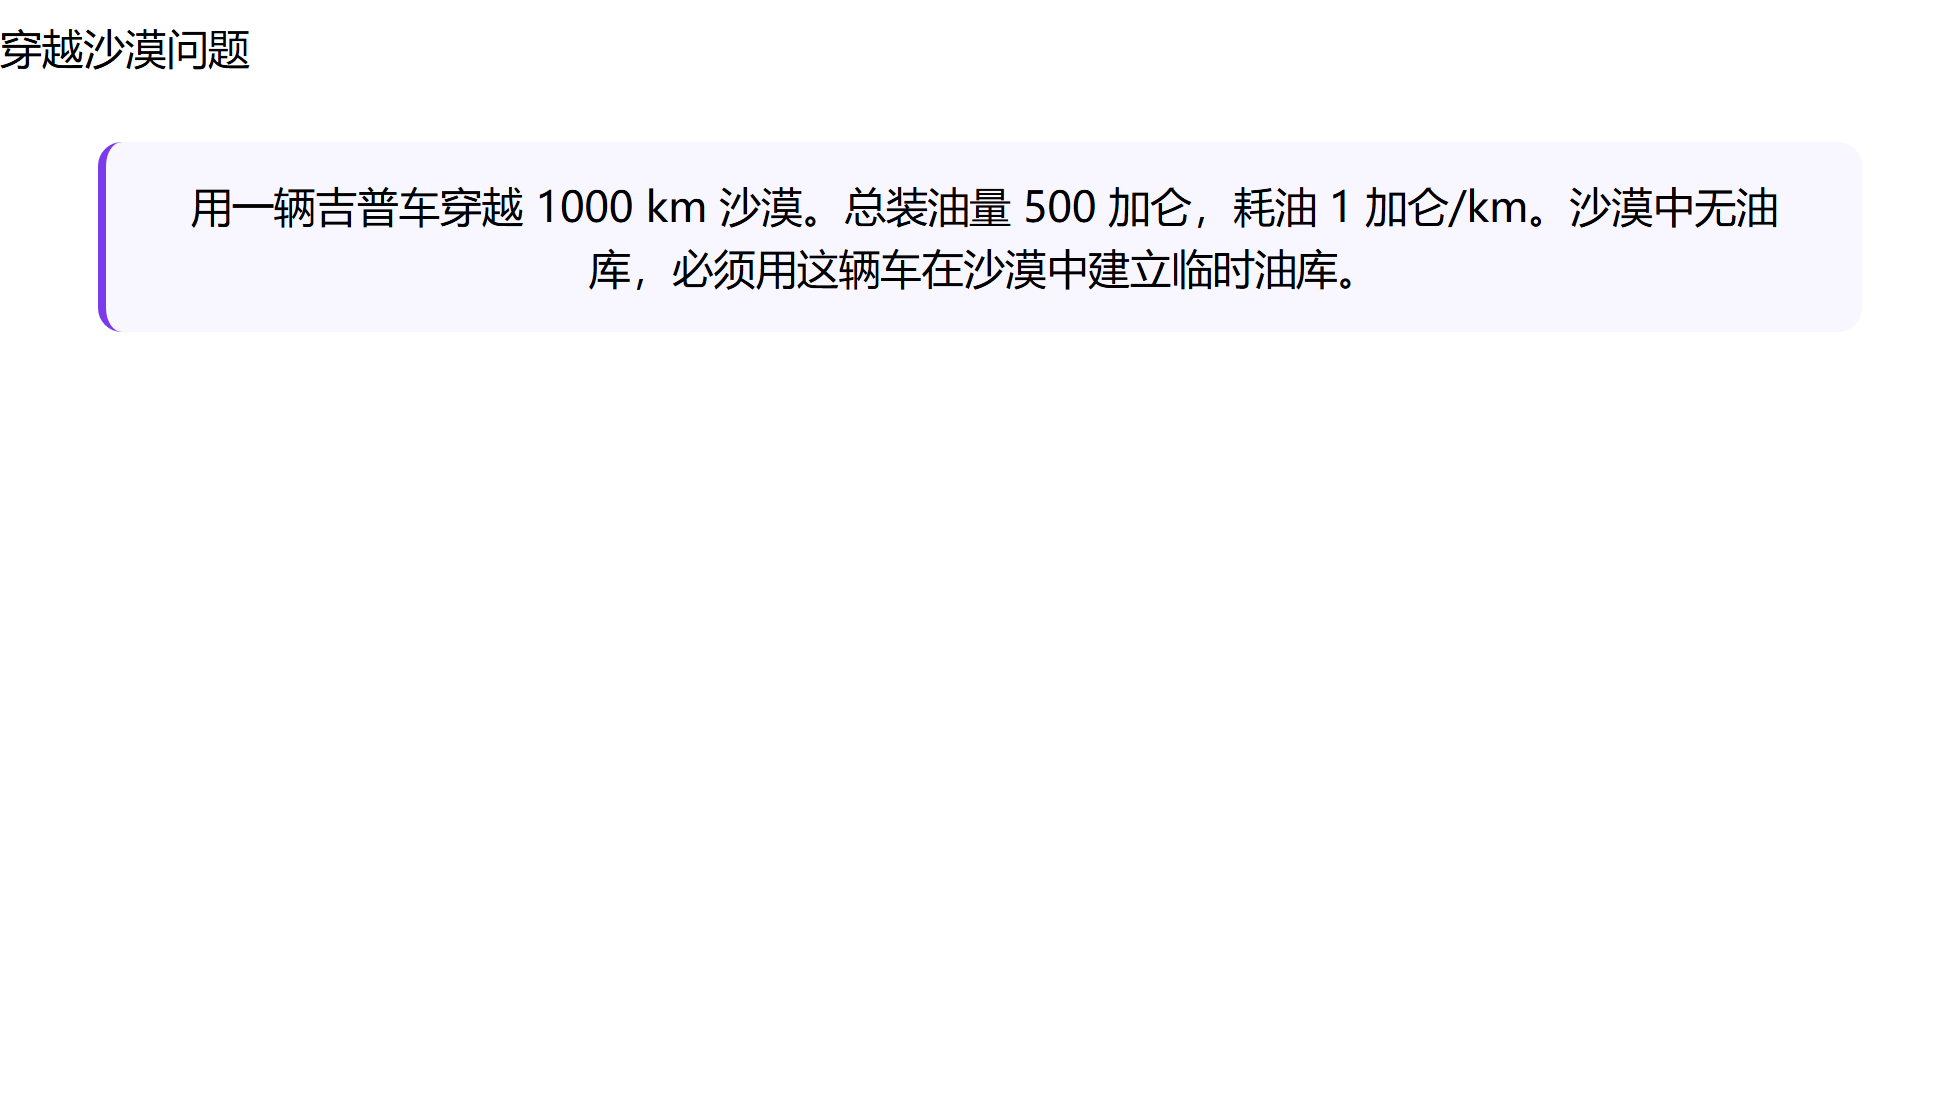 穿越沙漠问题
用一辆吉普车穿越 1000 km 沙漠。总装油量 500 加仑，耗油 1 加仑/km。沙漠中无油
库，必须用这辆车在沙漠中建立临时油库。